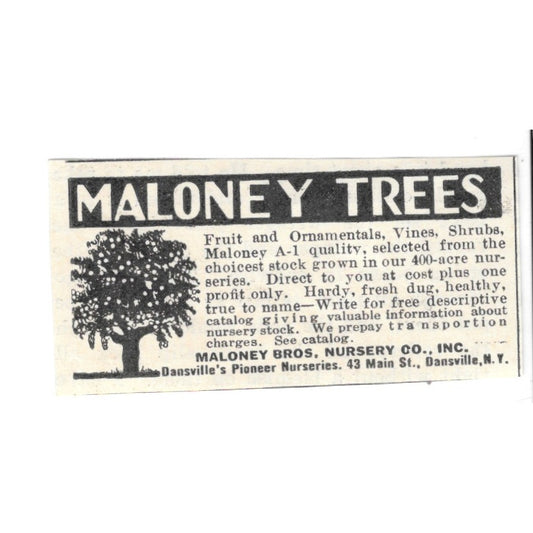 MALONEY TREES
Fruit and Ornamentals, Vines, Shrubs,
Maloney A-1 quality, selected from the
choicest stock grown in our 400-acre nur-
series. Direct to you at cost plus one
profit only. Hardy, fresh dug, healthy,
true to name—Write for free descriptive
catalog giving valuable information about
nursery stock. We prepay transportion
charges. See catalog.
MALONEY BROS. NURSERY CO., INC.
Dansville's Pioneer Nurseries. 43 Main St., Dansville, N.Y.